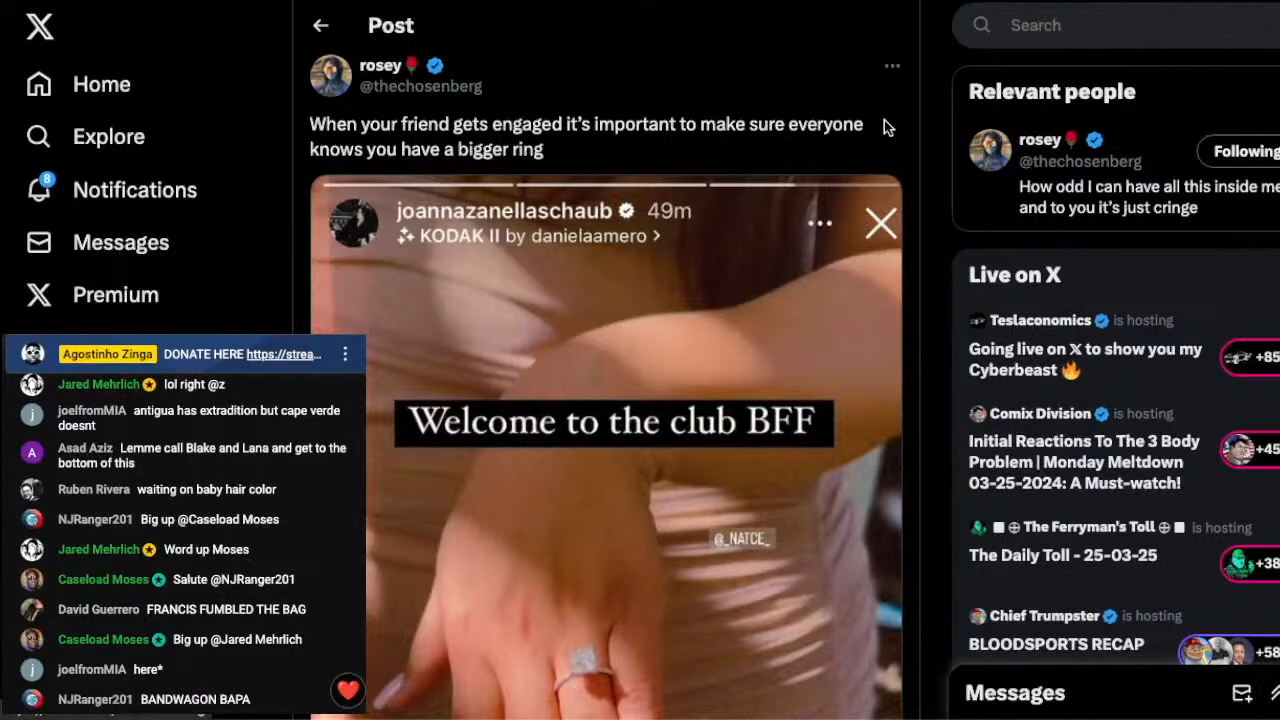 Home
Explore
Notifications
8
Messages
Premium
Post
rosey
@thechosenberg
When your friend gets engaged it’s important to make sure everyone
knows you have a bigger ring
joannazanellaschaub 49m
KODAK II by danielaamero >
Welcome to the club BFF
@_NATCE_
Agostinho Zinga DONATE HERE https://strea...
Jared Mehrlich lol right @z
joelfromMIA antigua has extradition but cape verde
doesnt
Asad Aziz Lemme call Blake and Lana and get to the
bottom of this
Ruben Rivera waiting on baby hair color
NJRanger201 Big up @Caseload Moses
Jared Mehrlich Word up Moses
Caseload Moses Salute @NJRanger201
David Guerrero FRANCIS FUMBLED THE BAG
Caseload Moses Big up @Jared Mehrlich
joelfromMIA here*
NJRanger201 BANDWAGON BAPA
Search
Relevant people
rosey
@thechosenberg
Following
How odd I can have all this inside me
and to you it’s just cringe
Live on X
Teslaconomics is hosting
Going live on X to show you my
Cyberbeast
+85
Comix Division is hosting
Initial Reactions To The 3 Body
Problem | Monday Meltdown
03-25-2024: A Must-watch!
+45
The Ferryman's Toll is hosting
The Daily Toll - 25-03-25
+38
Chief Trumpster is hosting
BLOODSPORTS RECAP
+58
Messages